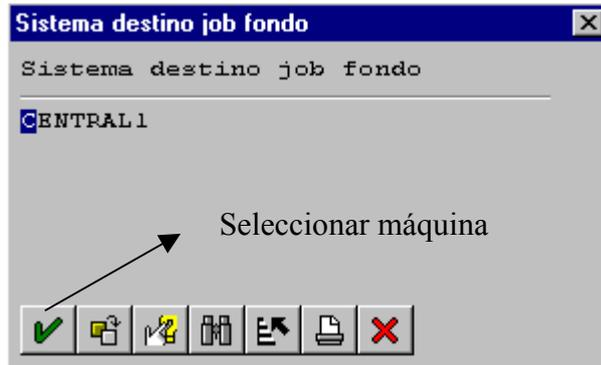 Sistema destino job fondo
Sistema destino job fondo
CENTRAL1
Seleccionar máquina